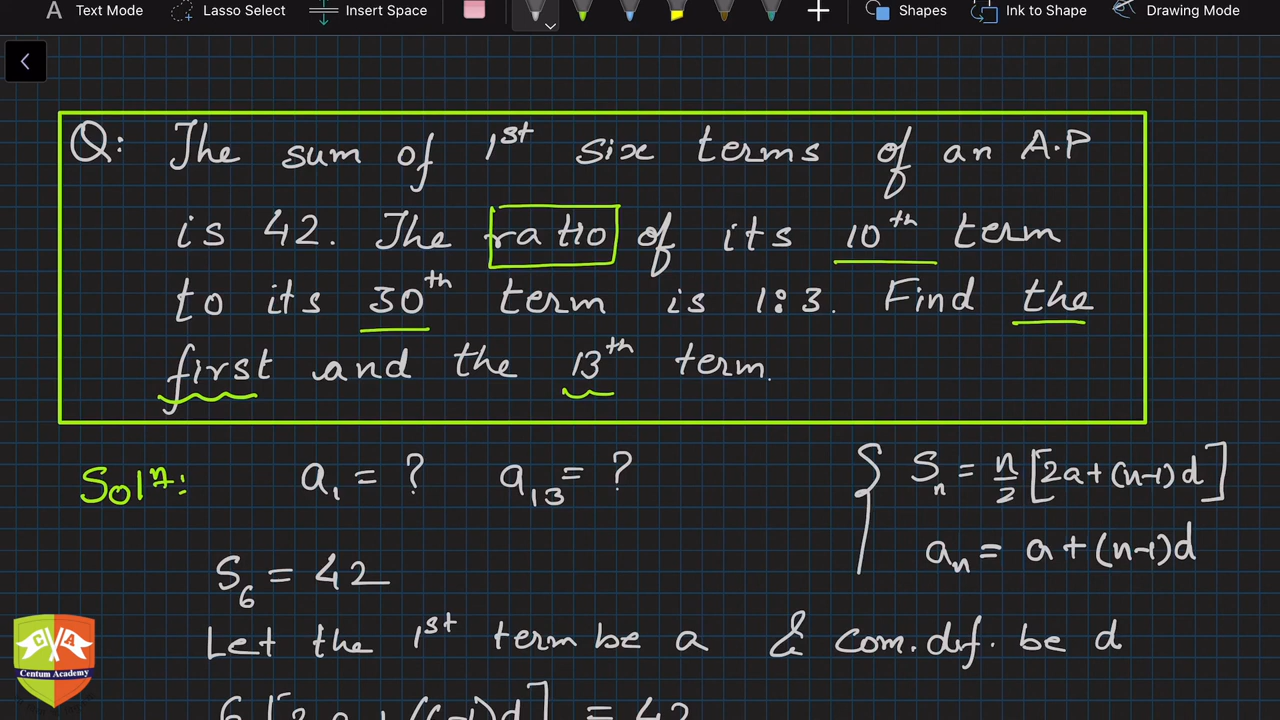 Text Mode Lasso Select Insert Space Shapes Ink to Shape Drawing Mode
Q: The sum of 1st six terms of an A.P
is 42. The ratio of its 10th term
to its 30th term is 1:3. Find the
first and the 13th term.
Solⁿ: a₁ = ? a₁₃ = ? Sₙ = n/2 [2a+(n-1)d]
aₙ = a+(n-1)d
S₆ = 42
Let the 1st term be a & com.dif. be d
CA
Centum Academy